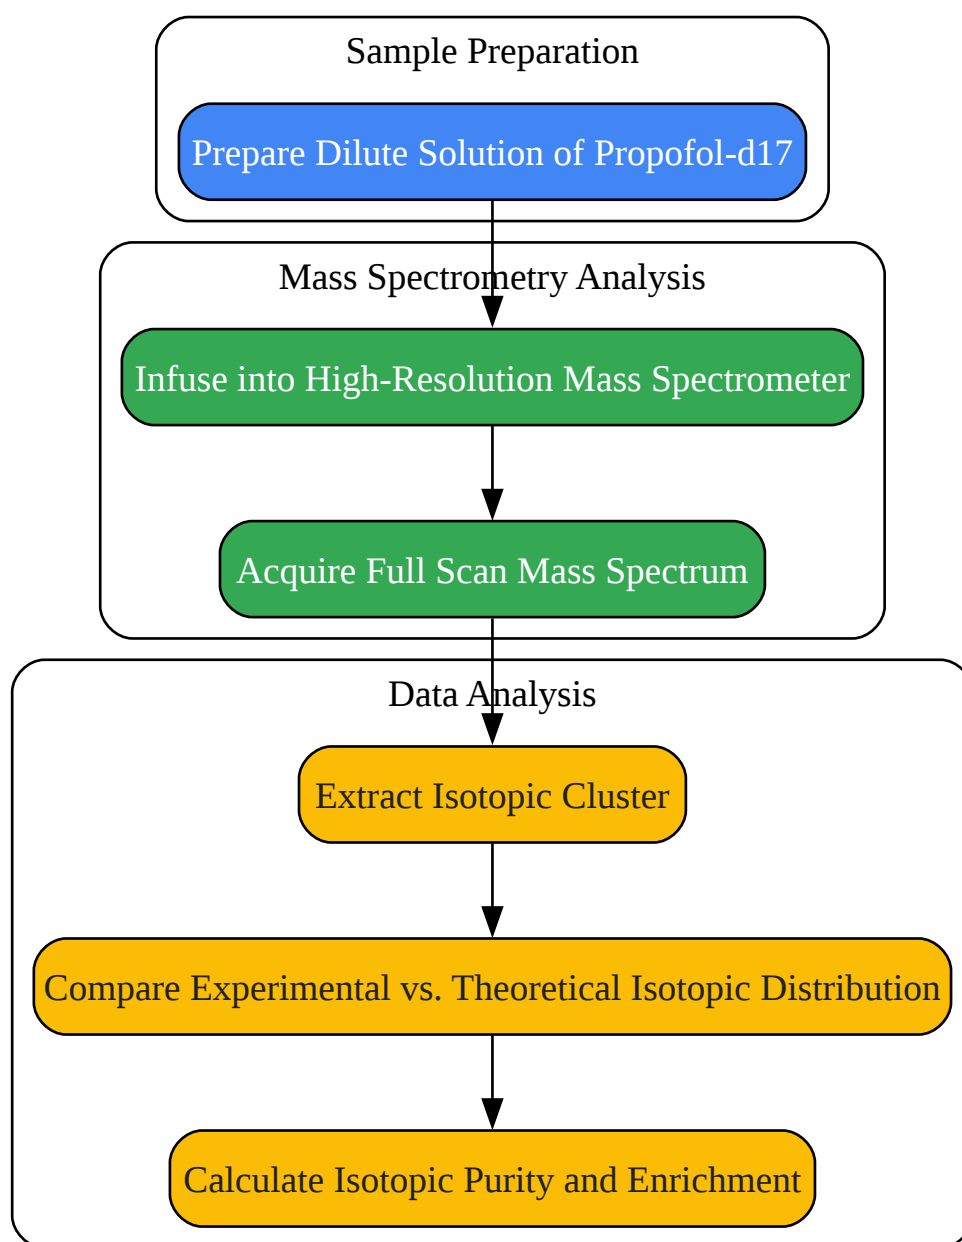 Sample Preparation
Prepare Dilute Solution of Propofol-d17
Mass Spectrometry Analysis
Infuse into High-Resolution Mass Spectrometer
Acquire Full Scan Mass Spectrum
Data Analysis
Extract Isotopic Cluster
Compare Experimental vs. Theoretical Isotopic Distribution
Calculate Isotopic Purity and Enrichment